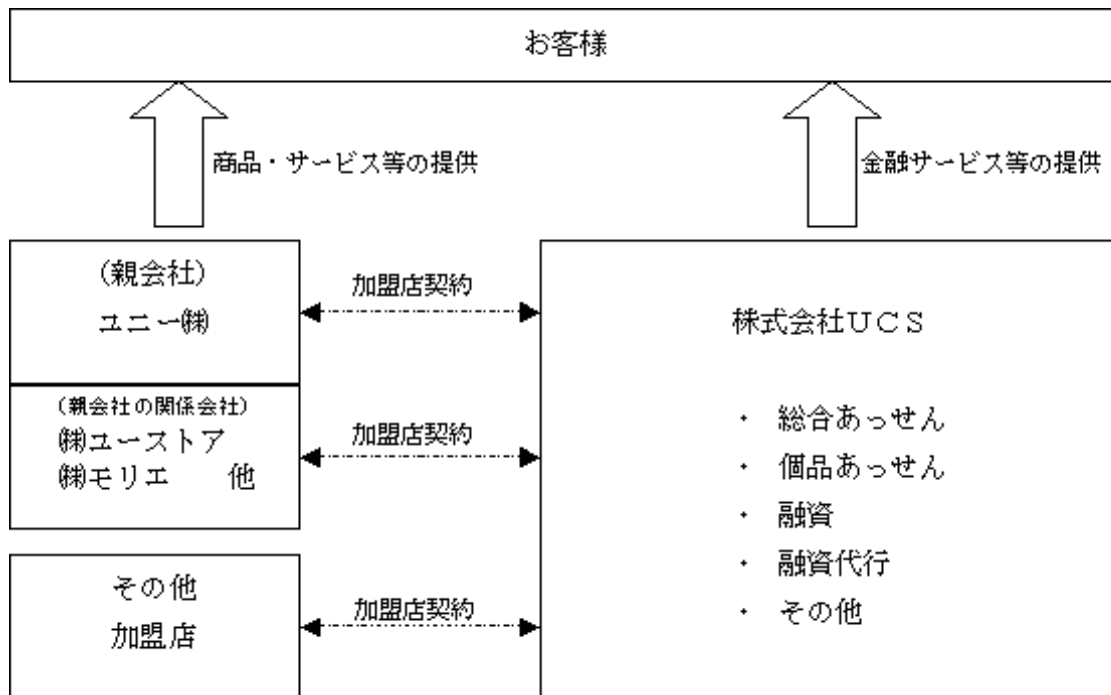 お客様
商品・サービス等の提供
金融サービス等の提供
(親会社)
ユニー㈱
加盟店契約
(親会社の関係会社)
㈱ユーストア
㈱モリエ　他
加盟店契約
その他
加盟店
加盟店契約
株式会社ＵＣＳ
・ 総合あっせん
・ 個品あっせん
・ 融資
・ 融資代行
・ その他